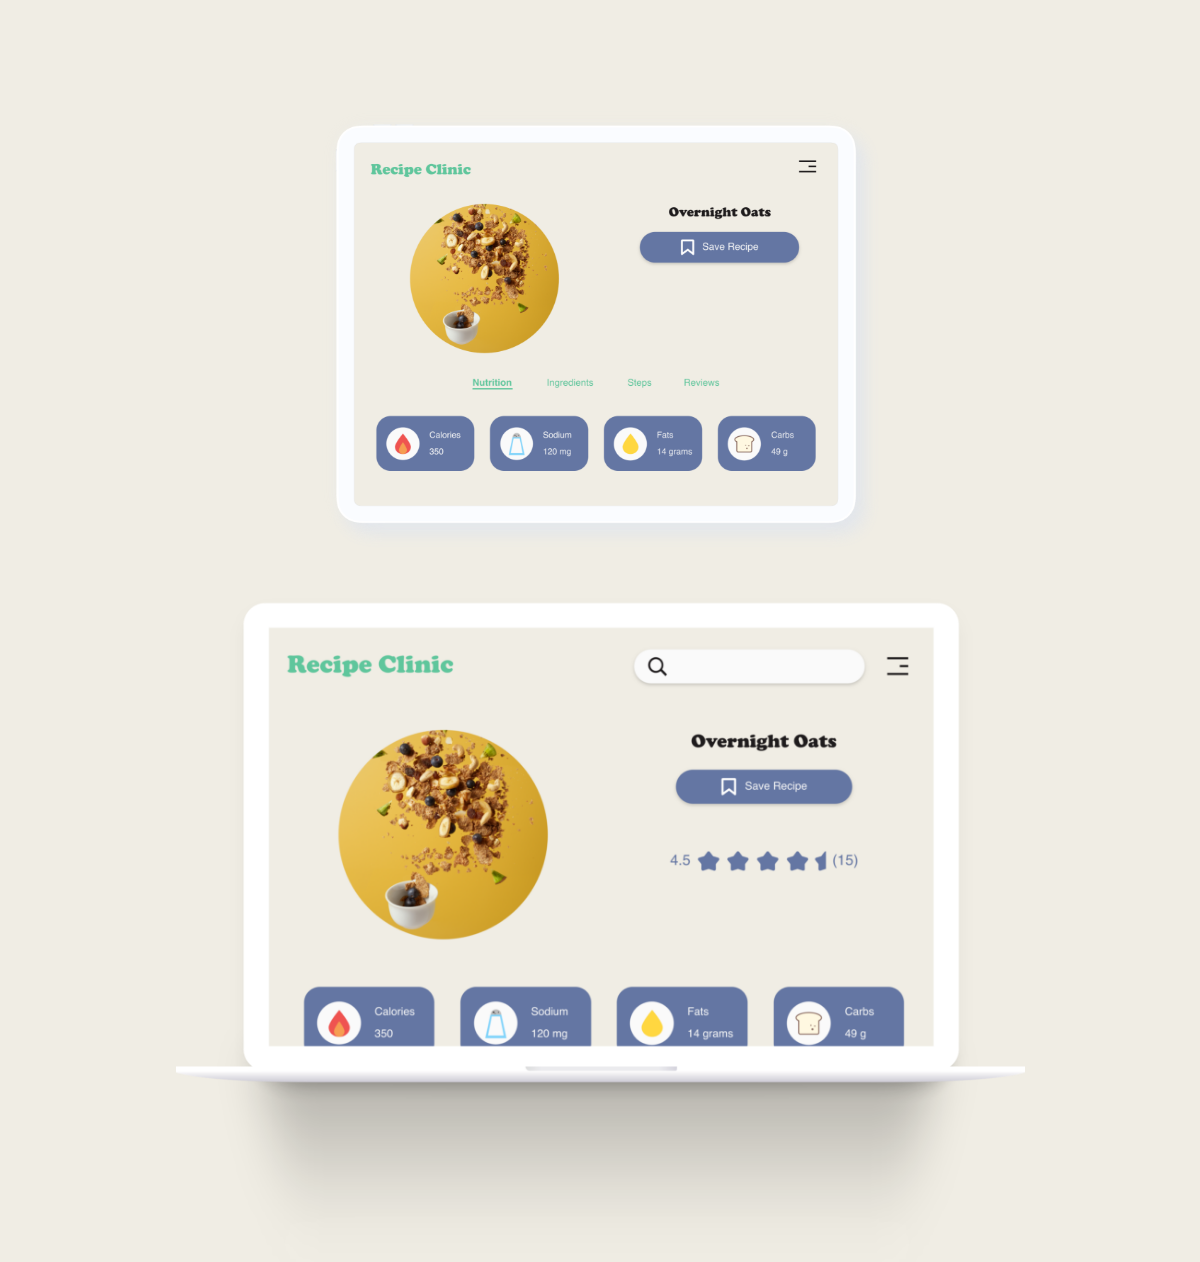 Recipe Clinic
Overnight Oats
Save Recipe
Nutrition Ingredients Steps Reviews
Calories Sodium Fats Carbs
350 120 mg 14 grams 49 g
Recipe Clinic
Overnight Oats
Save Recipe
4.5 (15)
Calories Sodium Fats Carbs
350 120 mg 14 grams 49 g